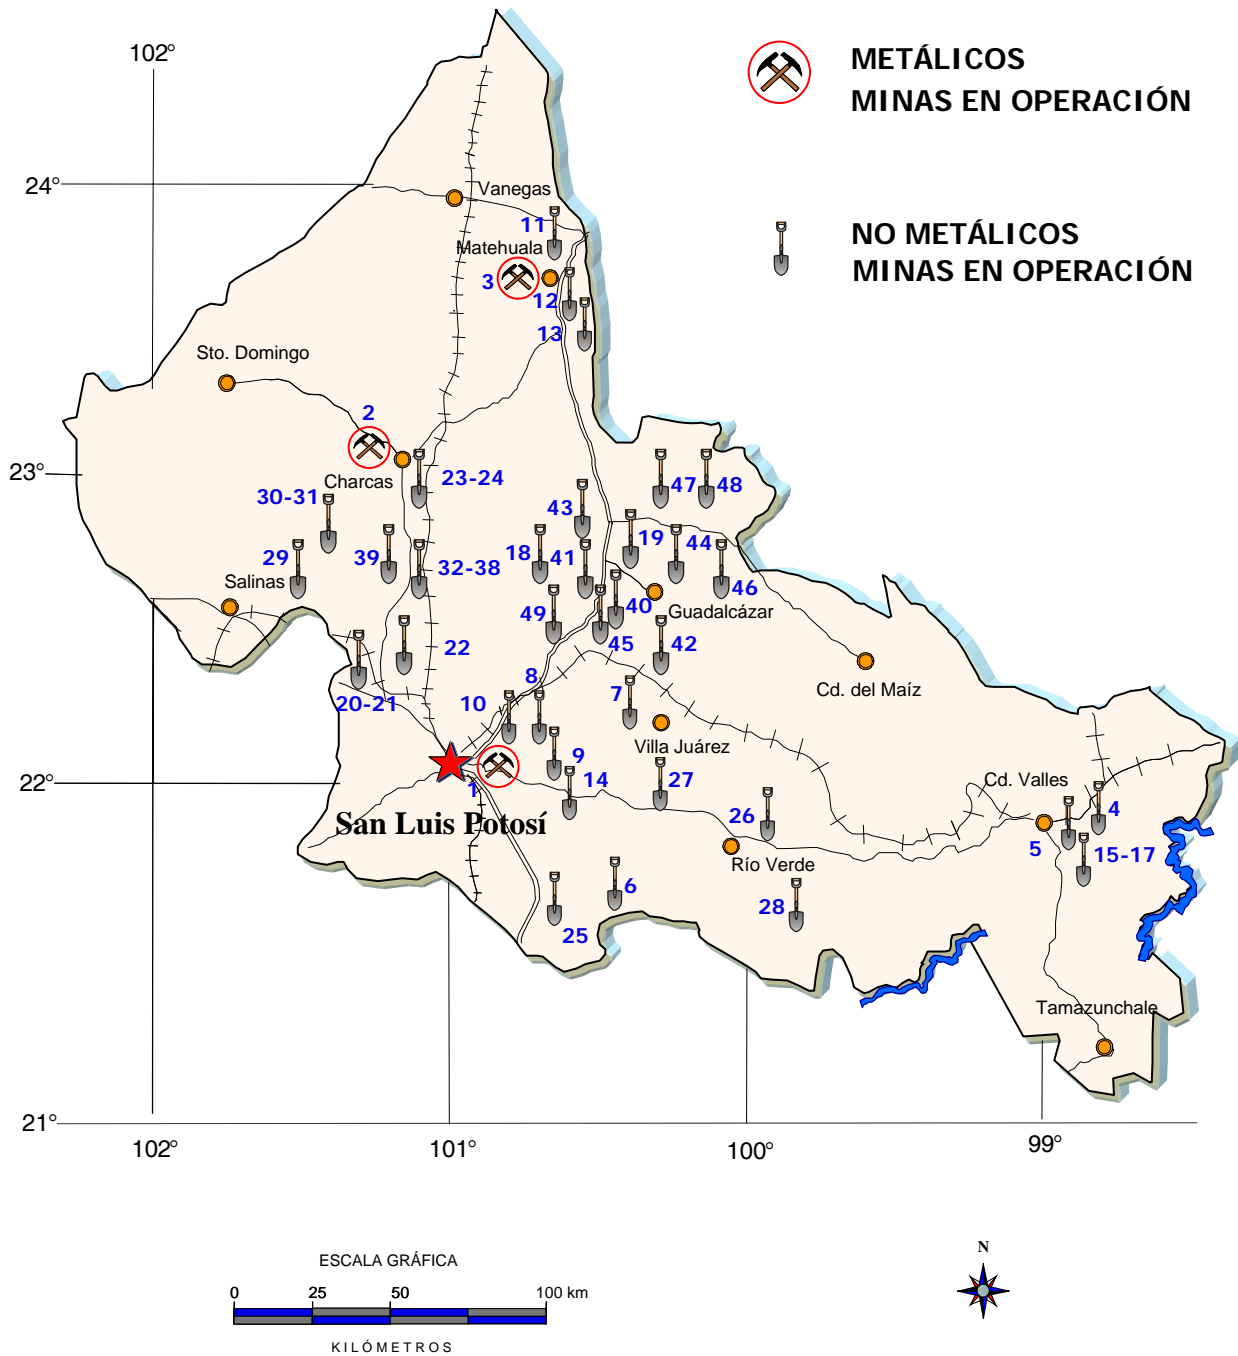 102°
METÁLICOS
MINAS EN OPERACIÓN
24°
Vanegas
11
NO METÁLICOS
MINAS EN OPERACIÓN
Matehuala
3
12
13
Sto. Domingo
2
23°
Charcas
23-24
47
48
30-31
43
19
44
29
39
32-38
18
41
46
Salinas
49
40
Guadalcázar
45
42
22
8
Cd. del Maíz
20-21
10
7
Villa Juárez
9
22°
1
14
27
Cd. Valles
26
4
San Luis Potosí
5
15-17
Río Verde
6
28
25
Tamazunchale
21°
102°
101°
100°
99°
N
ESCALA GRÁFICA
0 25 50 100 km
KILÓMETROS